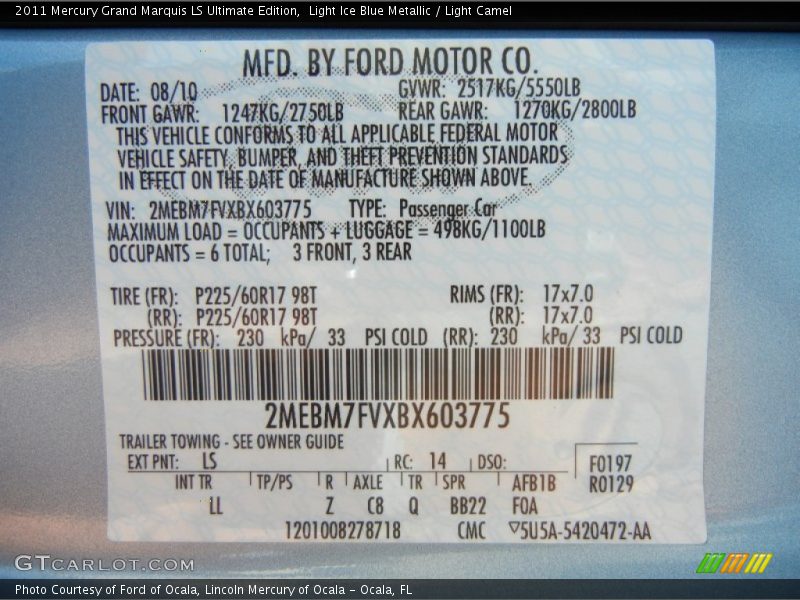 2011 Mercury Grand Marquis LS Ultimate Edition,  Light Ice Blue Metallic / Light Camel
MFD. BY FORD MOTOR CO.
DATE: 08/10 GVWR: 2517KG/5550LB
FRONT GAWR: 1247KG/2750LB REAR GAWR: 1270KG/2800LB
THIS VEHICLE CONFORMS TO ALL APPLICABLE FEDERAL MOTOR
VEHICLE SAFETY, BUMPER, AND THEFT PREVENTION STANDARDS
IN EFFECT ON THE DATE OF MANUFACTURE SHOWN ABOVE.
VIN: 2MEBM7FVXBX603775 TYPE: Passenger Car
MAXIMUM LOAD = OCCUPANTS + LUGGAGE = 498KG/1100LB
OCCUPANTS = 6 TOTAL; 3 FRONT, 3 REAR
TIRE (FR): P225/60R17 98T RIMS (FR): 17x7.0
(RR): P225/60R17 98T (RR): 17x7.0
PRESSURE (FR): 230 kPa/ 33 PSI COLD (RR): 230 kPa/ 33 PSI COLD
2MEBM7FVXBX603775
TRAILER TOWING - SEE OWNER GUIDE
EXT PNT: LS RC: 14 DSO: F0197
INT TR TP/PS R AXLE TR SPR AFB1B R0129
LL Z C8 Q BB22 FOA
1201008278718 CMC ▽5U5A-5420472-AA
GTCARLOT.COM
Photo Courtesy of Ford of Ocala, Lincoln Mercury of Ocala - Ocala, FL